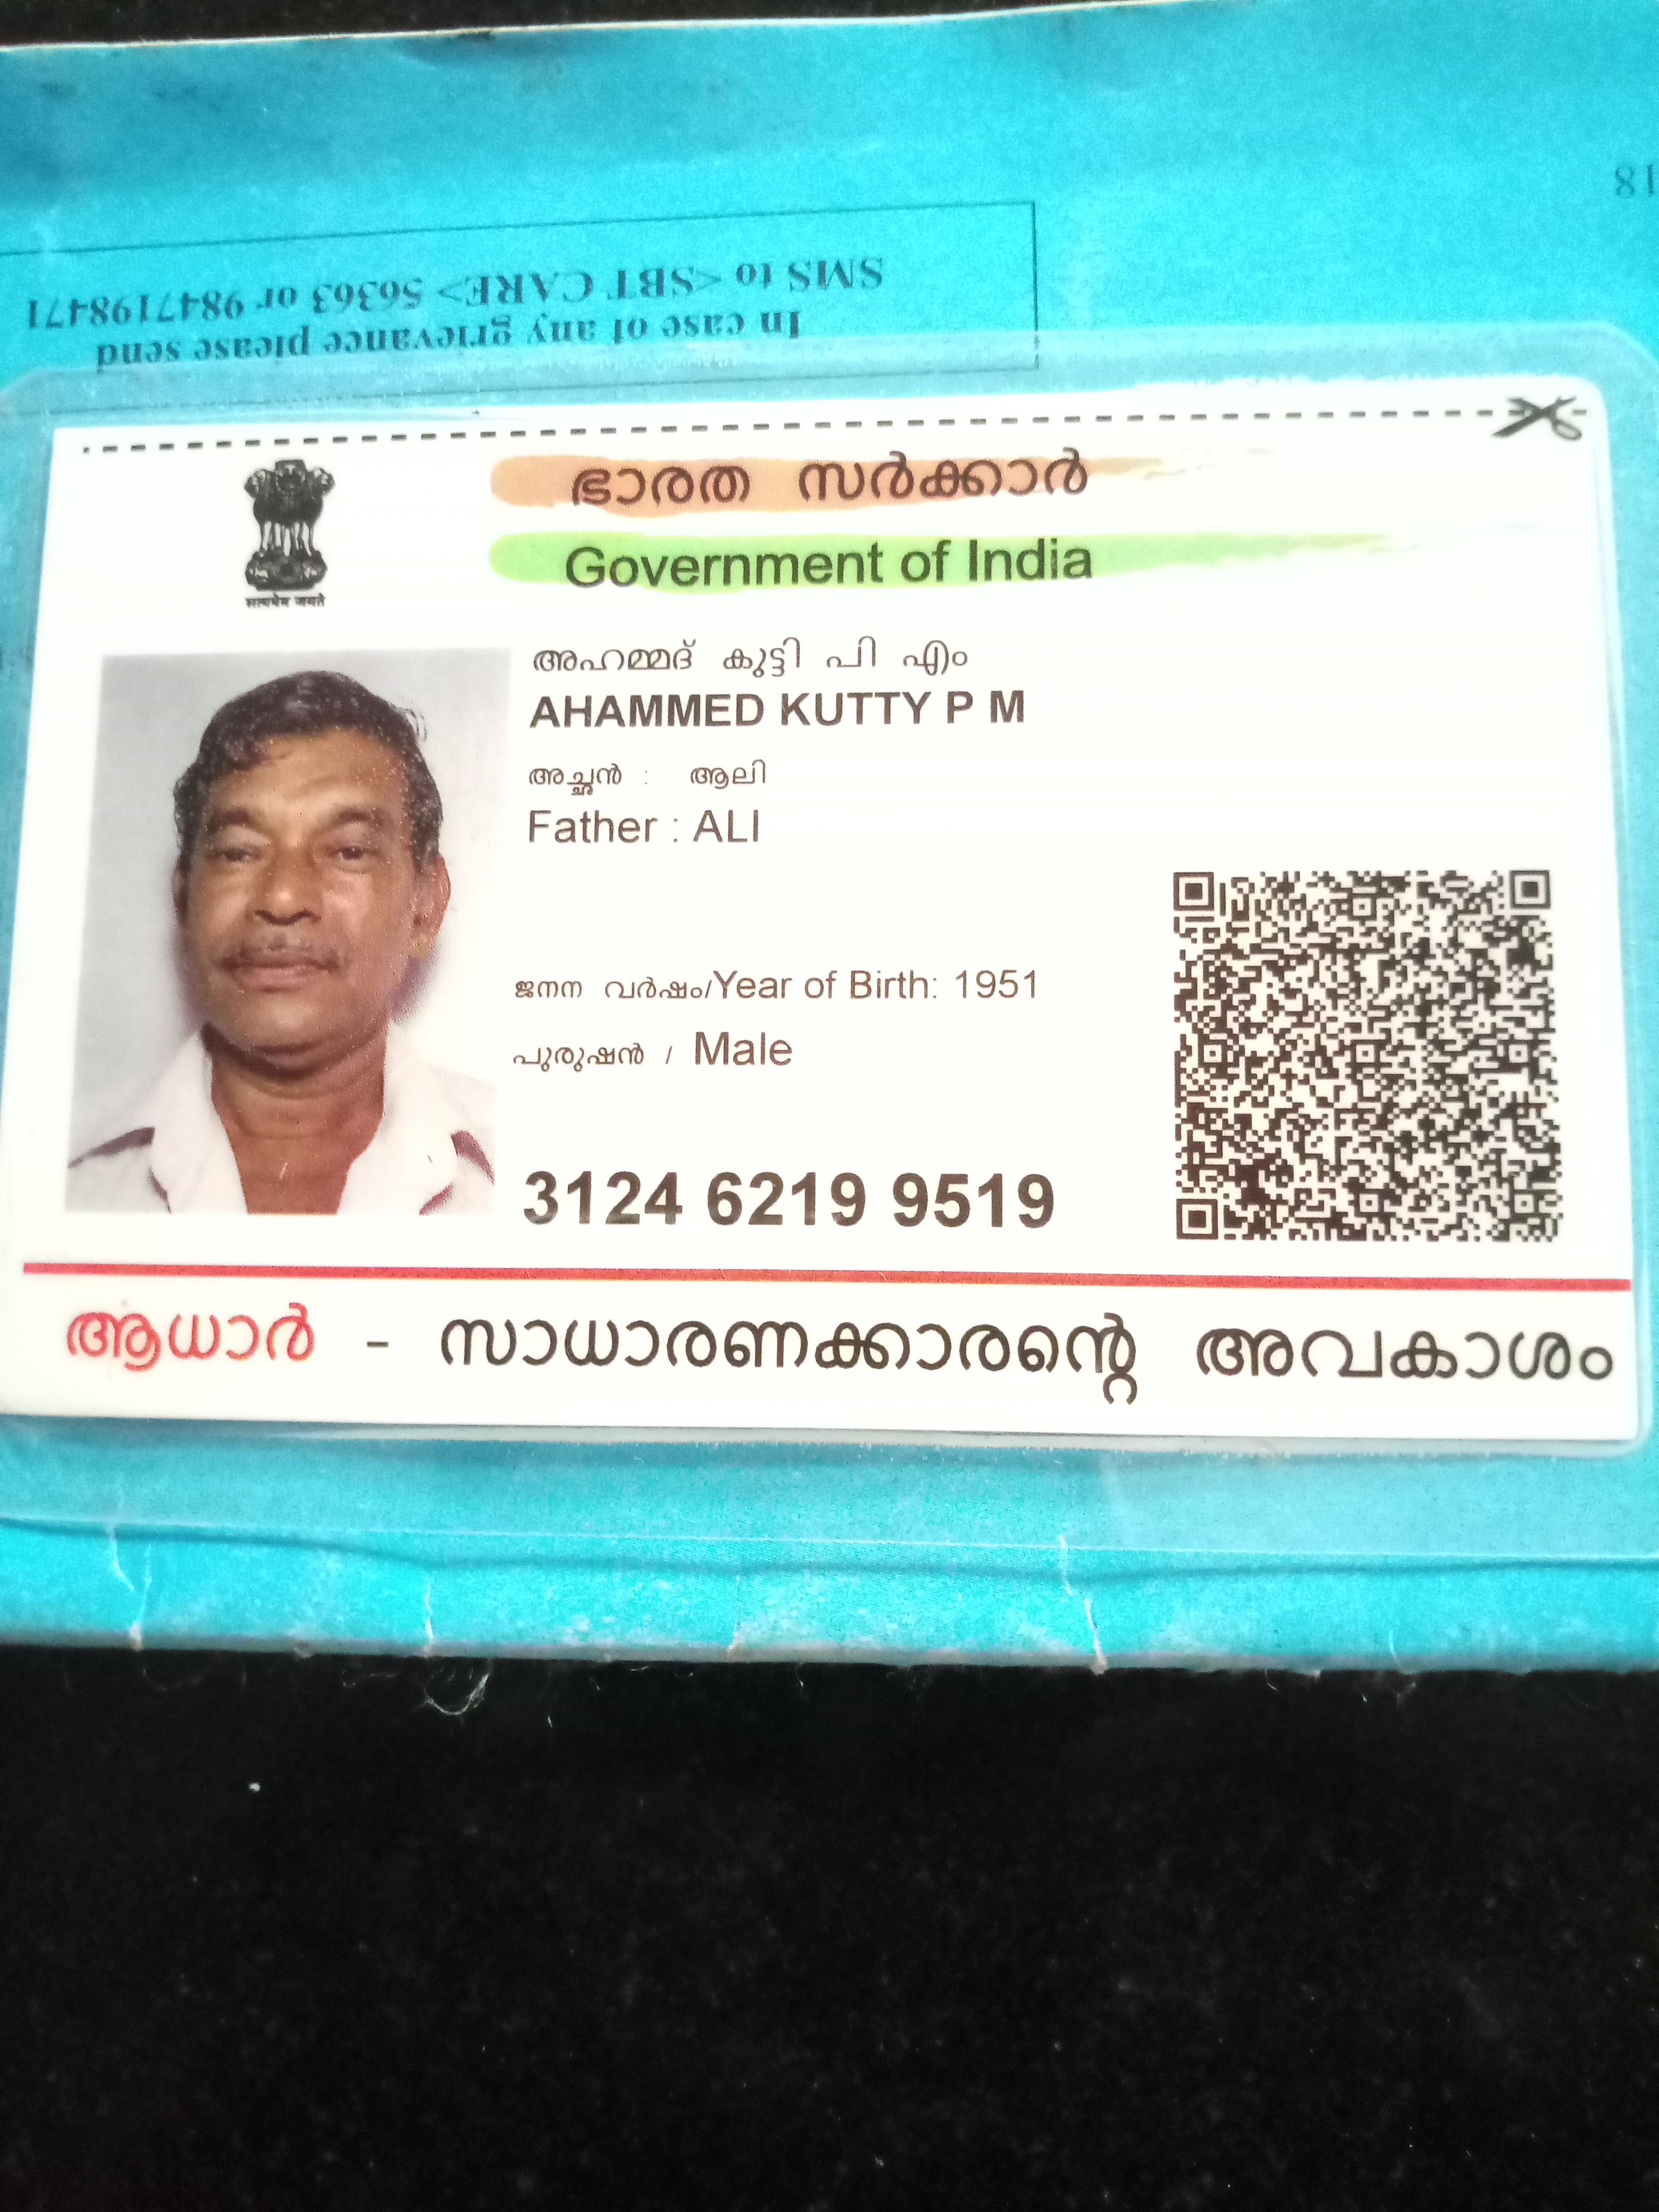 18
In case of any grievance please send
SMS to <SBT CARE> 56363 or 9847198471
ഭാരത സർക്കാർ
Government of India
सत्यमेव जयते
അഹമ്മദ് കുട്ടി പി എം
AHAMMED KUTTY P M
അച്ഛൻ : ആലി
Father : ALI
ജനന വർഷം/Year of Birth: 1951
പുരുഷൻ / Male
3124 6219 9519
ആധാർ - സാധാരണക്കാരന്റെ അവകാശം